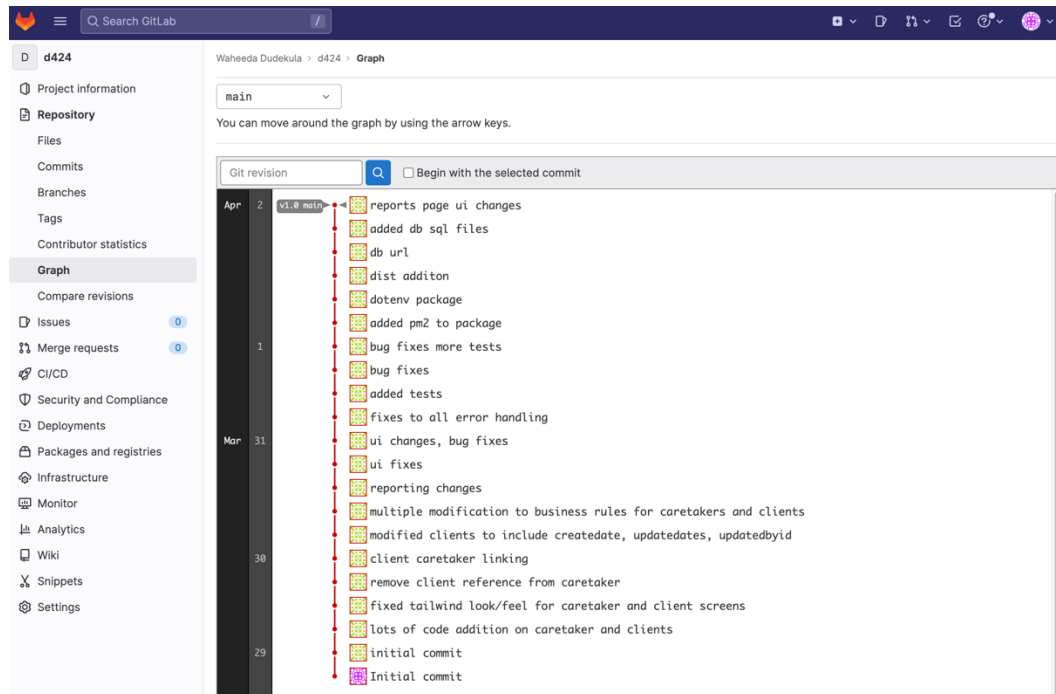 Search GitLab /
D d424
Project information
Repository
Files
Commits
Branches
Tags
Contributor statistics
Graph
Compare revisions
Issues 0
Merge requests 0
CI/CD
Security and Compliance
Deployments
Packages and registries
Infrastructure
Monitor
Analytics
Wiki
Snippets
Settings
Waheeda Dudekula > d424 > Graph
main
You can move around the graph by using the arrow keys.
Git revision Begin with the selected commit
Apr 2 v1.0 main reports page ui changes
added db sql files
db url
dist additon
dotenv package
added pm2 to package
1 bug fixes more tests
bug fixes
added tests
fixes to all error handling
Mar 31 ui changes, bug fixes
ui fixes
reporting changes
multiple modification to business rules for caretakers and clients
modified clients to include createdate, updatedates, updatedbyid
30 client caretaker linking
remove client reference from caretaker
fixed tailwind look/feel for caretaker and client screens
lots of code addition on caretaker and clients
29 initial commit
Initial commit